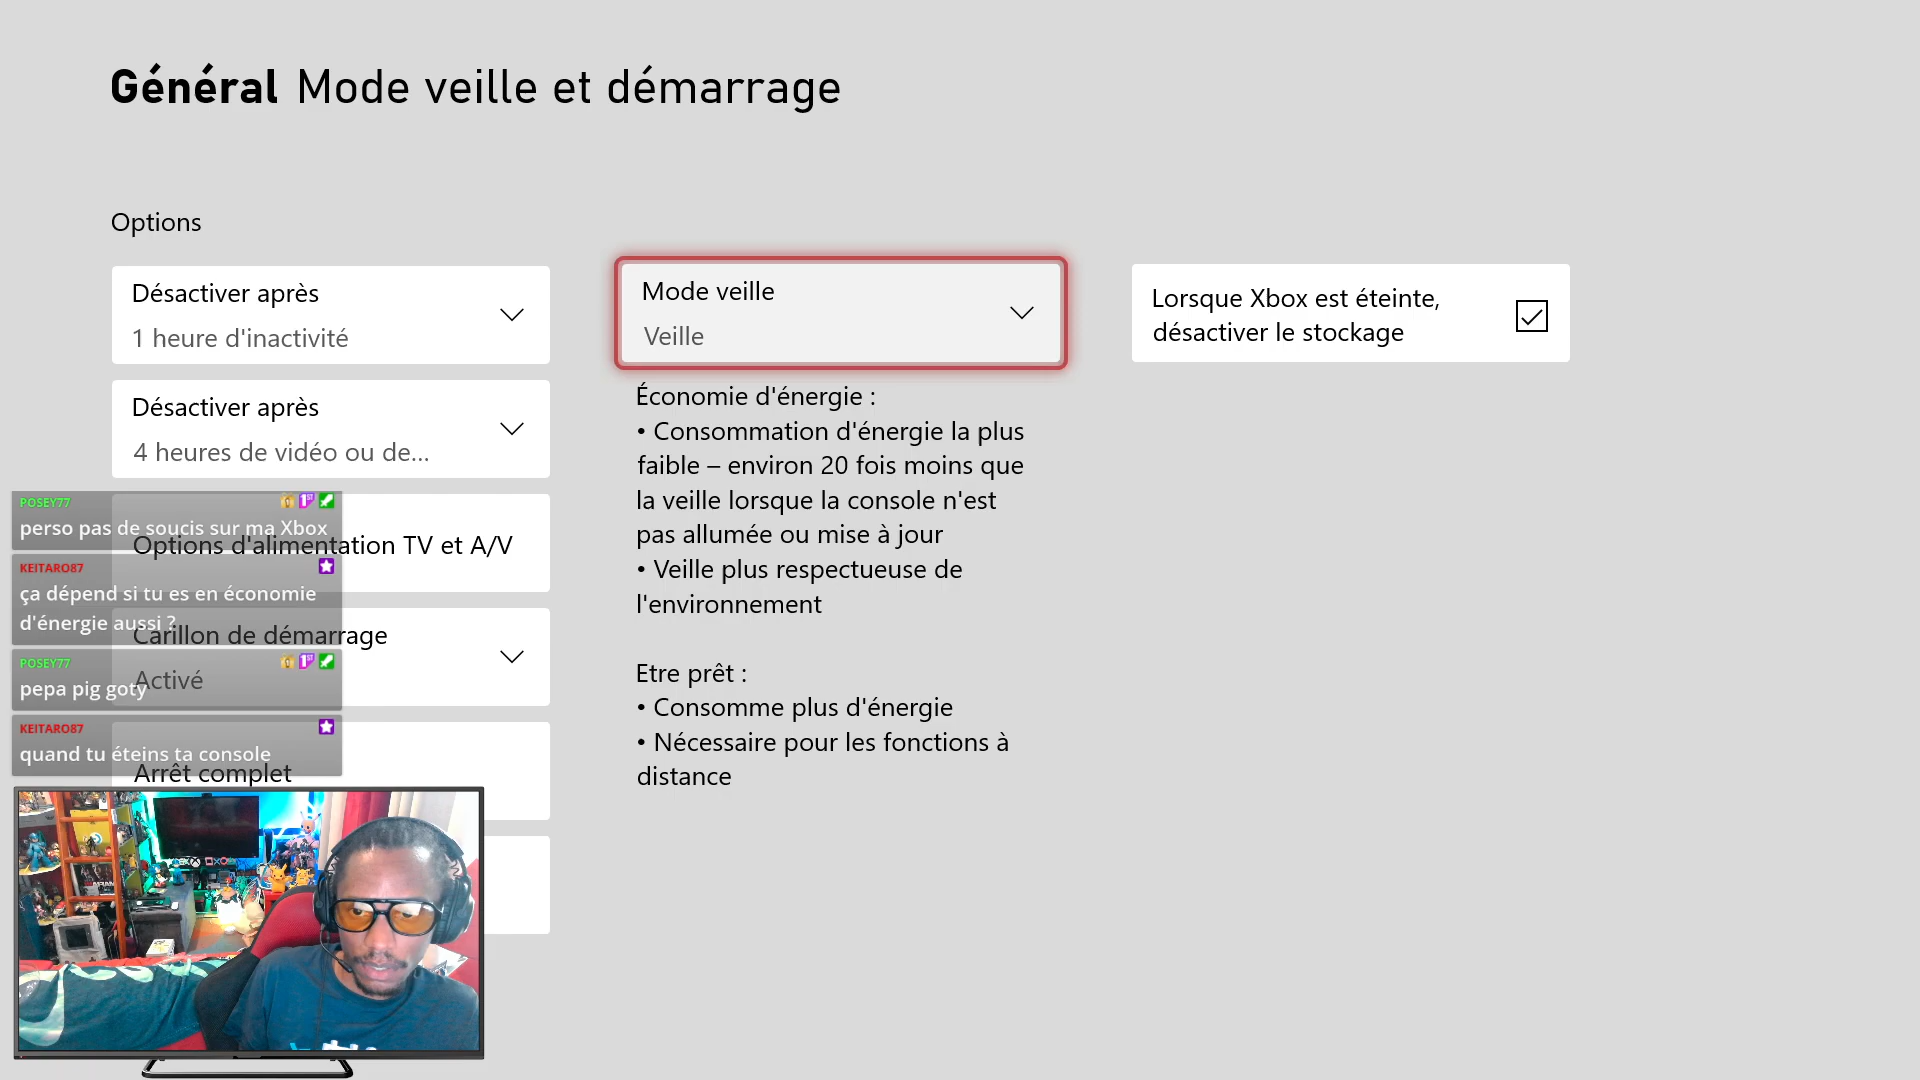 Général Mode veille et démarrage
Options
Désactiver après
1 heure d'inactivité
Désactiver après
4 heures de vidéo ou de...
Options d'alimentation TV et A/V
Carillon de démarrage
Activé
Arrêt complet
Mode veille
Veille
Économie d'énergie :
• Consommation d'énergie la plus
faible – environ 20 fois moins que
la veille lorsque la console n'est
pas allumée ou mise à jour
• Veille plus respectueuse de
l'environnement
Etre prêt :
• Consomme plus d'énergie
• Nécessaire pour les fonctions à
distance
Lorsque Xbox est éteinte,
désactiver le stockage
POSEY77
perso pas de soucis sur ma Xbox
KEITARO87
ça dépend si tu es en économie
d'énergie aussi ?
POSEY77
pepa pig goty
KEITARO87
quand tu éteins ta console